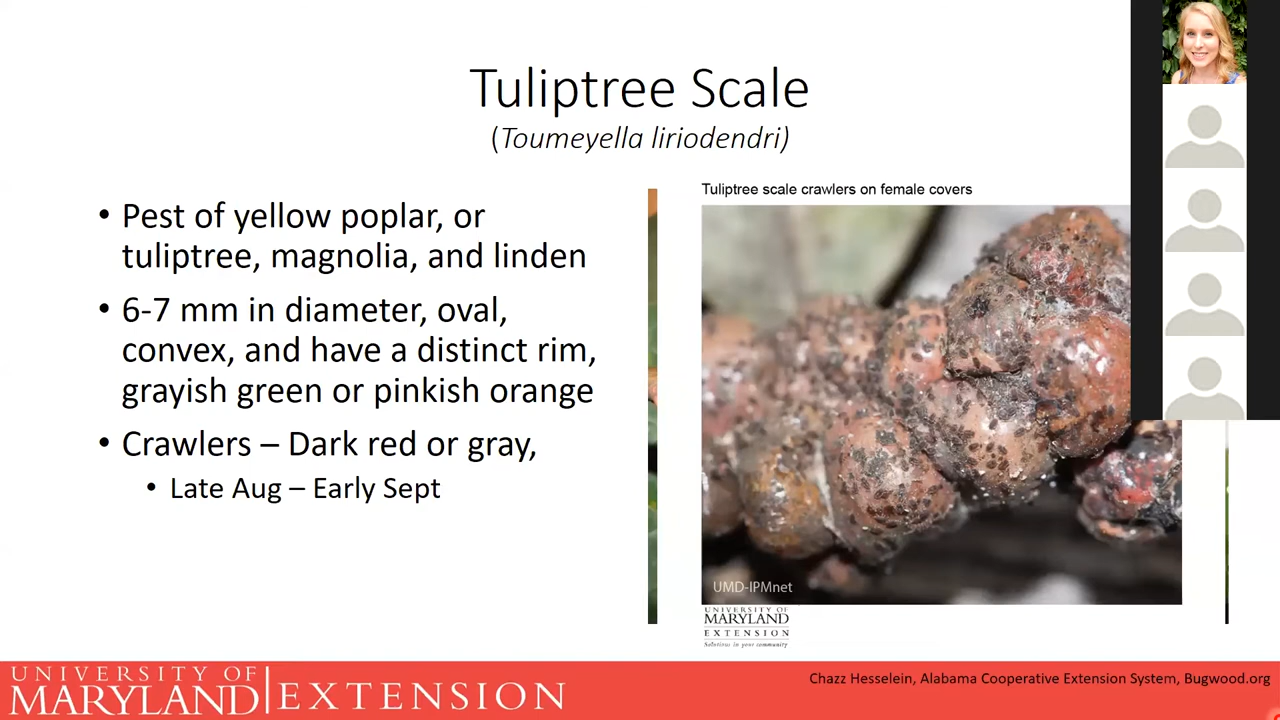 Tuliptree Scale
(Toumeyella liriodendri)
• Pest of yellow poplar, or
tuliptree, magnolia, and linden
• 6-7 mm in diameter, oval,
convex, and have a distinct rim,
grayish green or pinkish orange
• Crawlers – Dark red or gray,
• Late Aug – Early Sept
Tuliptree scale crawlers on female covers
UMD-IPMnet
UNIVERSITY OF
MARYLAND
EXTENSION
Solutions in your community
UNIVERSITY OF
MARYLAND EXTENSION
Chazz Hesselein, Alabama Cooperative Extension System, Bugwood.org